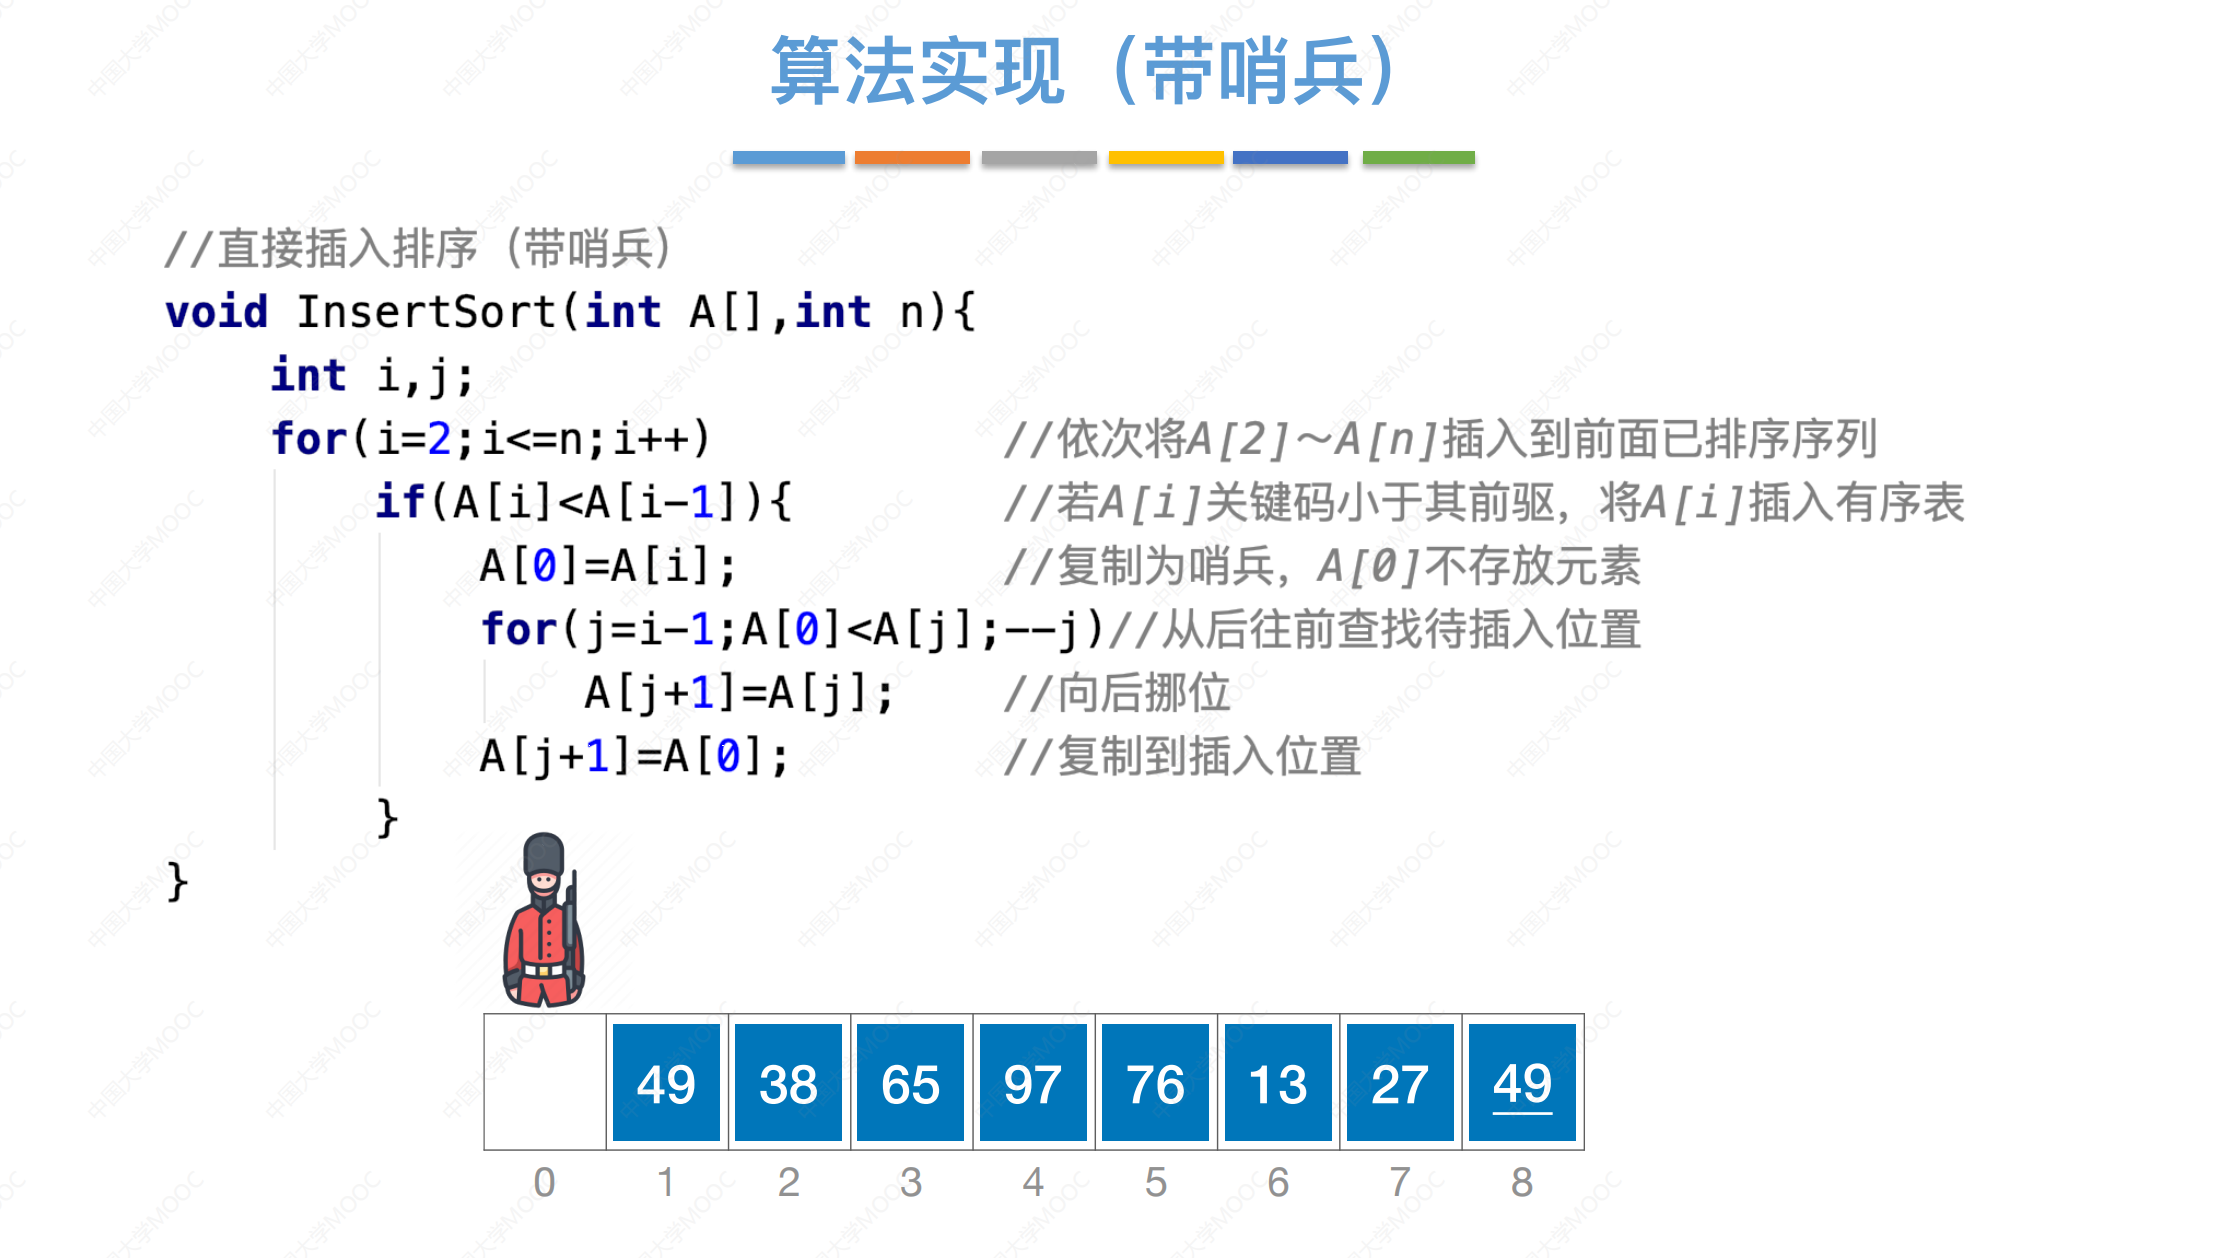 算法实现（带哨兵）
//直接插入排序（带哨兵）
void InsertSort(int A[],int n){
int i,j;
for(i=2;i<=n;i++) //依次将A[2]～A[n]插入到前面已排序序列
if(A[i]<A[i-1]){ //若A[i]关键码小于其前驱，将A[i]插入有序表
A[0]=A[i]; //复制为哨兵，A[0]不存放元素
for(j=i-1;A[0]<A[j];--j)//从后往前查找待插入位置
A[j+1]=A[j]; //向后挪位
A[j+1]=A[0]; //复制到插入位置
}
}
49 38 65 97 76 13 27 49
0 1 2 3 4 5 6 7 8
中国大学MOOC